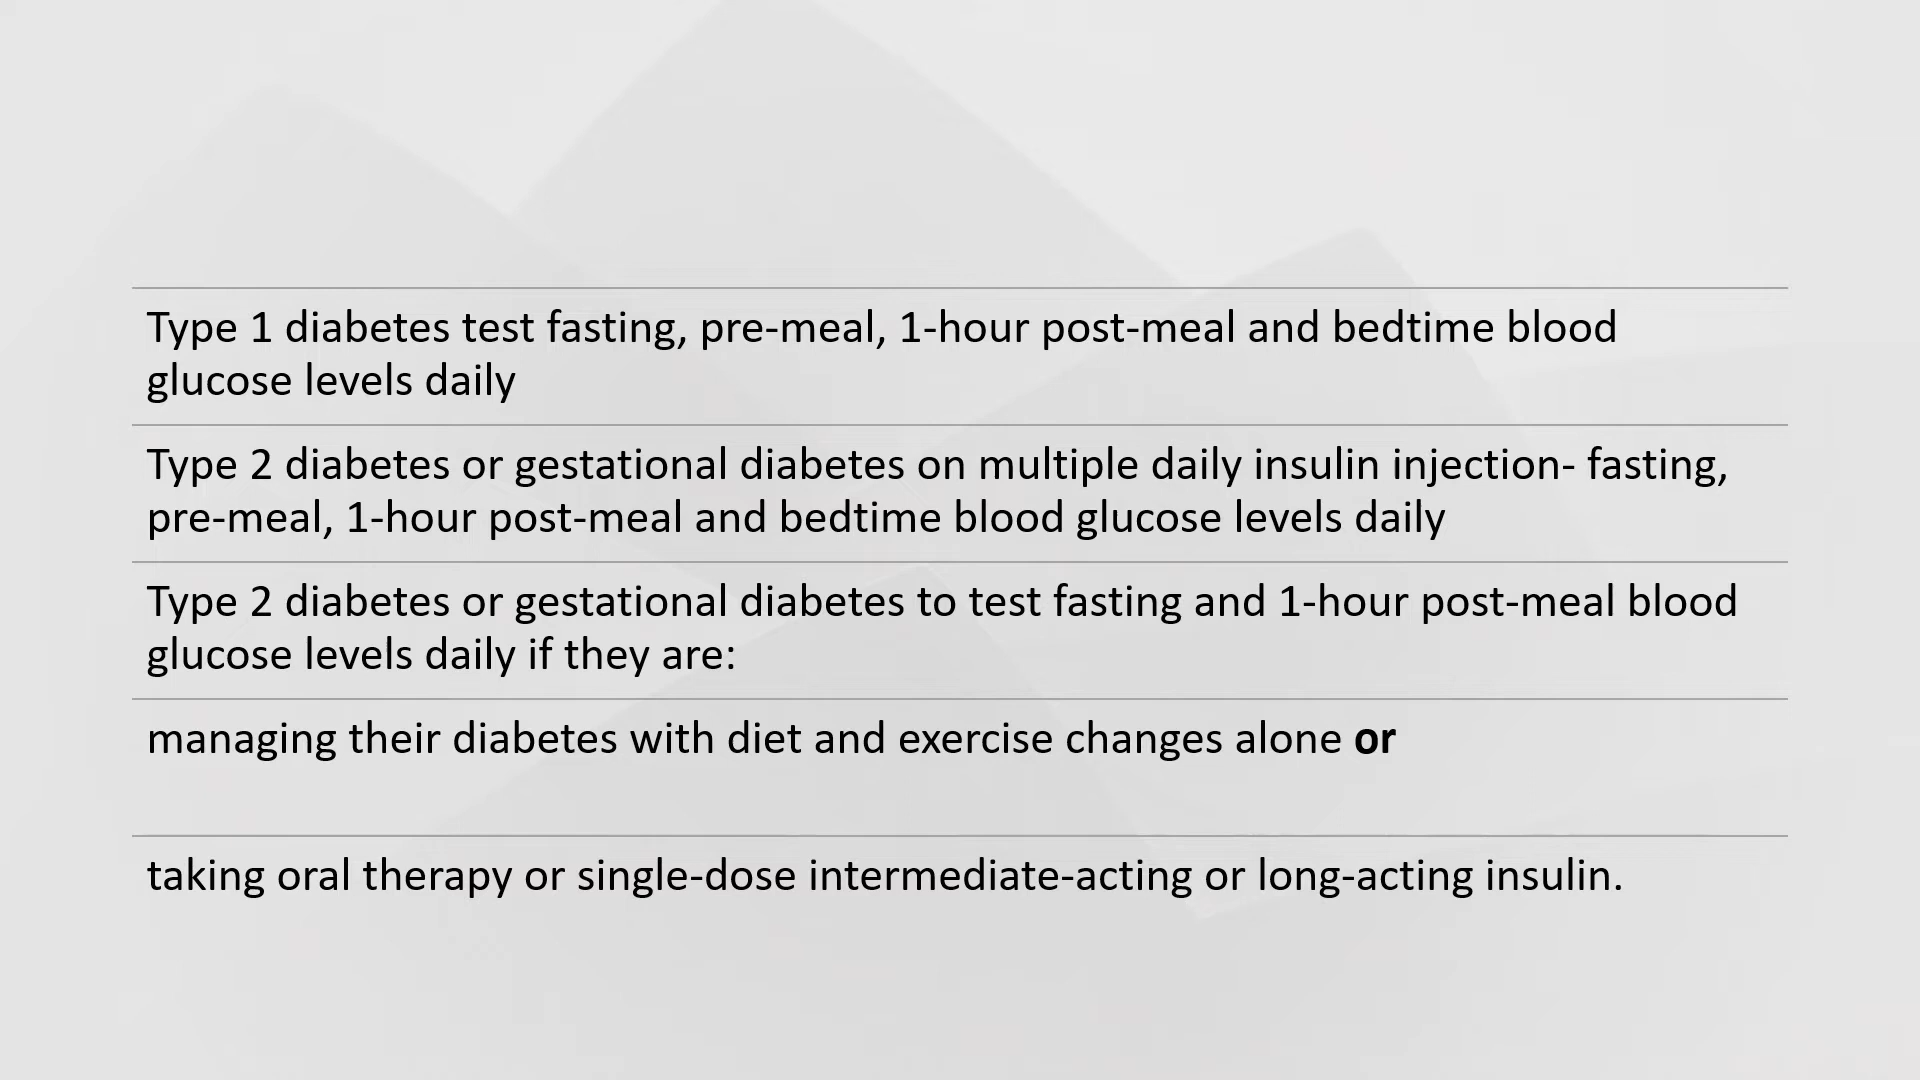 Type 1 diabetes test fasting, pre-meal, 1-hour post-meal and bedtime blood
glucose levels daily
Type 2 diabetes or gestational diabetes on multiple daily insulin injection- fasting,
pre-meal, 1-hour post-meal and bedtime blood glucose levels daily
Type 2 diabetes or gestational diabetes to test fasting and 1-hour post-meal blood
glucose levels daily if they are:
managing their diabetes with diet and exercise changes alone or
taking oral therapy or single-dose intermediate-acting or long-acting insulin.